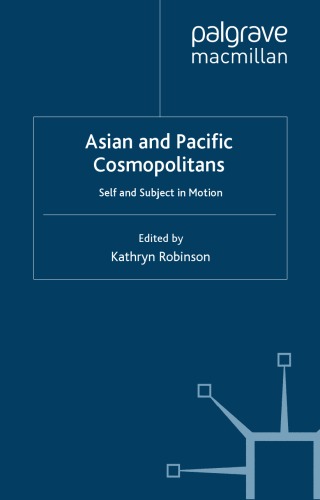 palgrave
macmillan
Asian and Pacific
Cosmopolitans
Self and Subject in Motion
Edited by
Kathryn Robinson